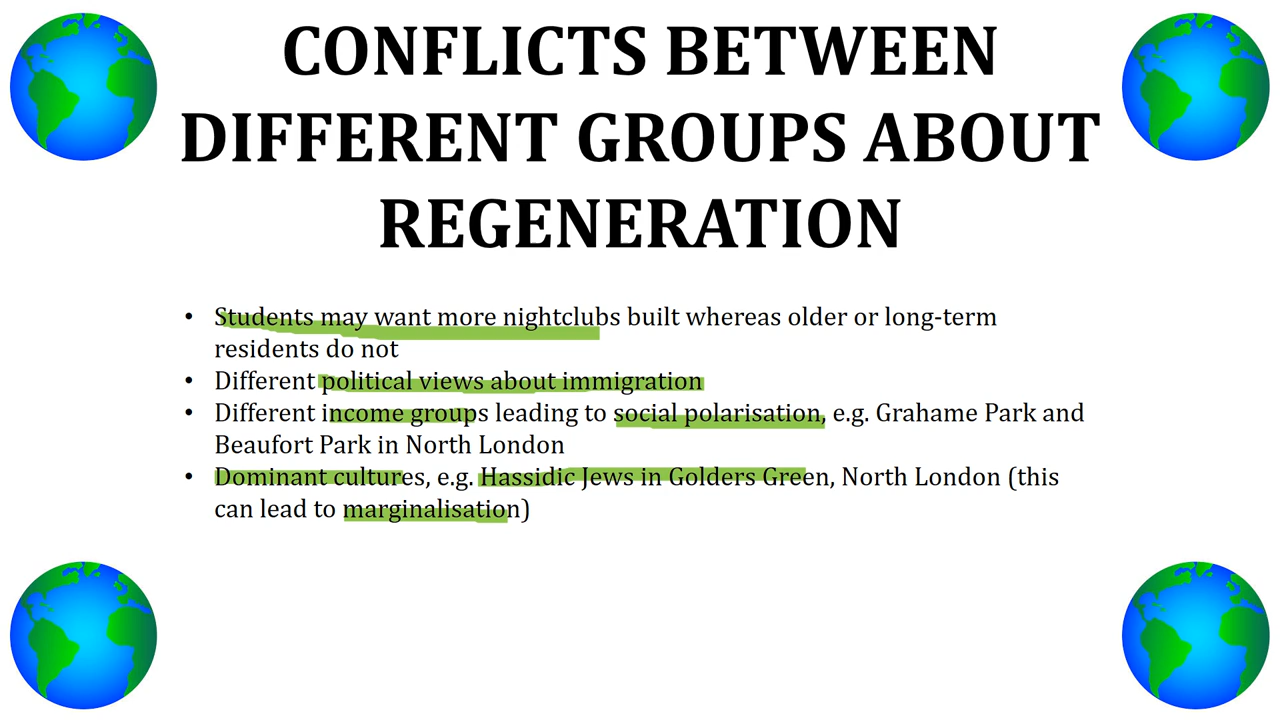 CONFLICTS BETWEEN
DIFFERENT GROUPS ABOUT
REGENERATION
• Students may want more nightclubs built whereas older or long-term
residents do not
• Different political views about immigration
• Different income groups leading to social polarisation, e.g. Grahame Park and
Beaufort Park in North London
• Dominant cultures, e.g. Hassidic Jews in Golders Green, North London (this
can lead to marginalisation)